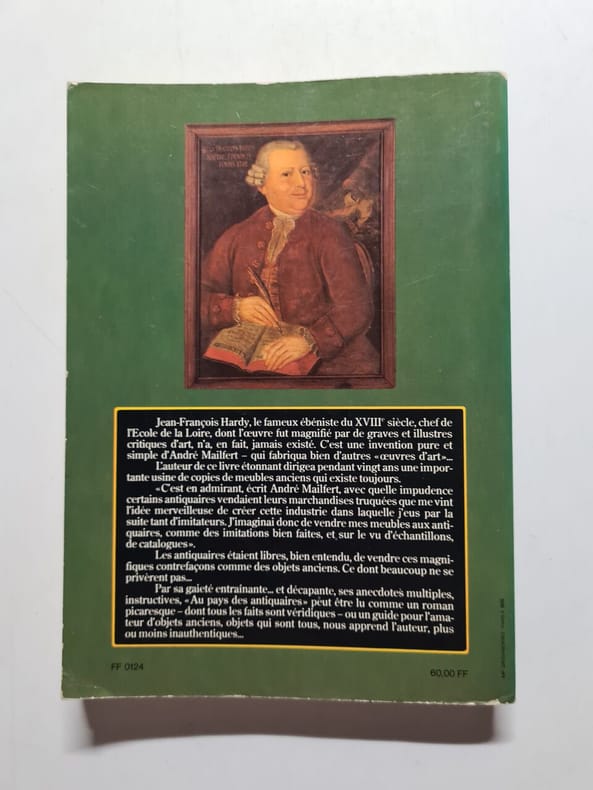 Jean-François Hardy, le fameux ébéniste du XVIIIe siècle, chef de
l'Ecole de la Loire, dont l'œuvre fut magnifié par de graves et illustres
critiques d'art, n'a, en fait, jamais existé. C'est une invention pure et
simple d'André Mailfert – qui fabriqua bien d'autres «œuvres d'art»...
L'auteur de ce livre étonnant dirigea pendant vingt ans une impor-
tante usine de copies de meubles anciens qui existe toujours.
«C'est en admirant, écrit André Mailfert, avec quelle impudence
certains antiquaires vendaient leurs marchandises truquées que me vint
l'idée merveilleuse de créer cette industrie dans laquelle j'eus par la
suite tant d'imitateurs. J'imaginai donc de vendre mes meubles aux anti-
quaires, comme des imitations bien faites, et sur le vu d'échantillons,
de catalogues».
Les antiquaires étaient libres, bien entendu, de vendre ces magni-
fiques contrefaçons comme des objets anciens. Ce dont beaucoup ne se
privèrent pas...
Par sa gaieté entraînante... et décapante, ses anecdotes multiples,
instructives, «Au pays des antiquaires» peut être lu comme un roman
picaresque – dont tous les faits sont véridiques – ou un guide pour l'ama-
teur d'objets anciens, objets qui sont tous, nous apprend l'auteur, plus
ou moins inauthentiques...
FF 0124
60,00 FF